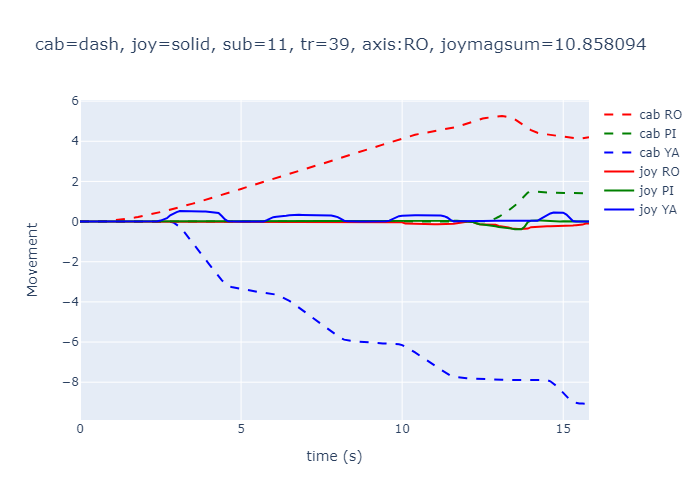 cab=dash, joy=solid, sub=11, tr=39, axis:RO, joymagsum=10.858094
6
4
2
0
−2
−4
−6
−8
Movement
0
5
10
15
time (s)
cab RO
cab PI
cab YA
joy RO
joy PI
joy YA